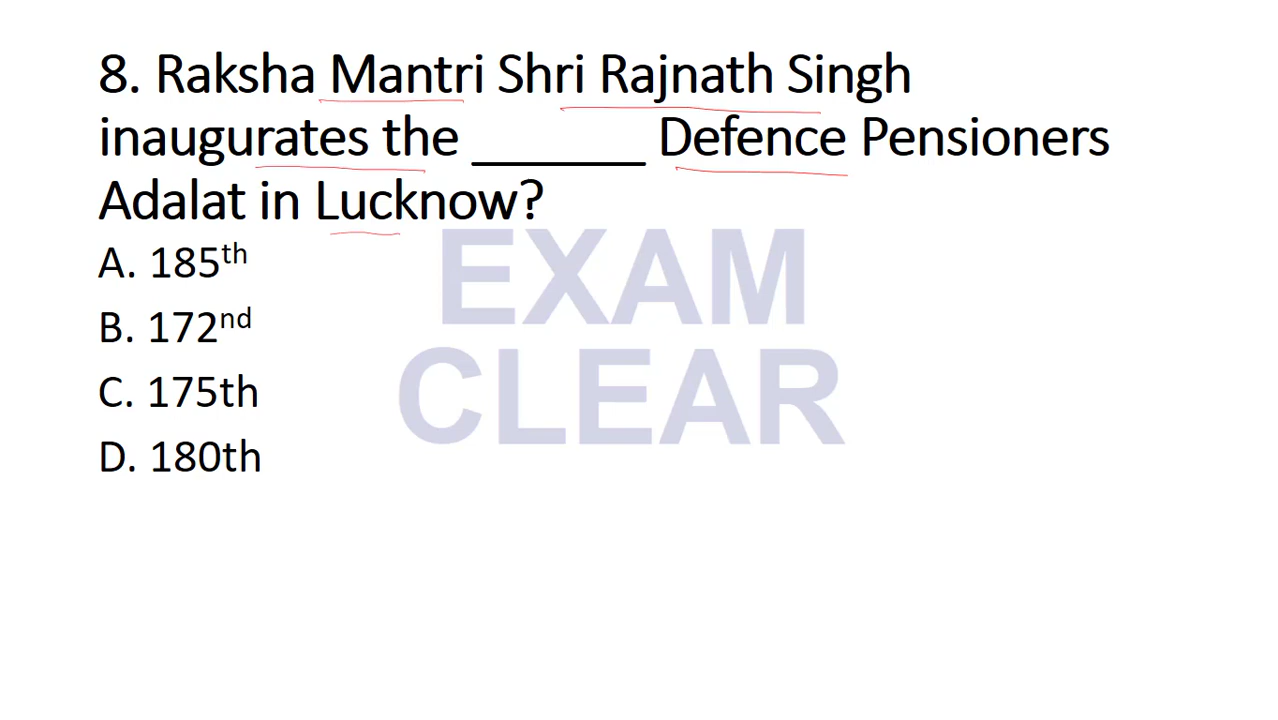 8. Raksha Mantri Shri Rajnath Singh
inaugurates the ______ Defence Pensioners
Adalat in Lucknow?
A. 185th
B. 172nd
C. 175th
D. 180th
EXAM
CLEAR